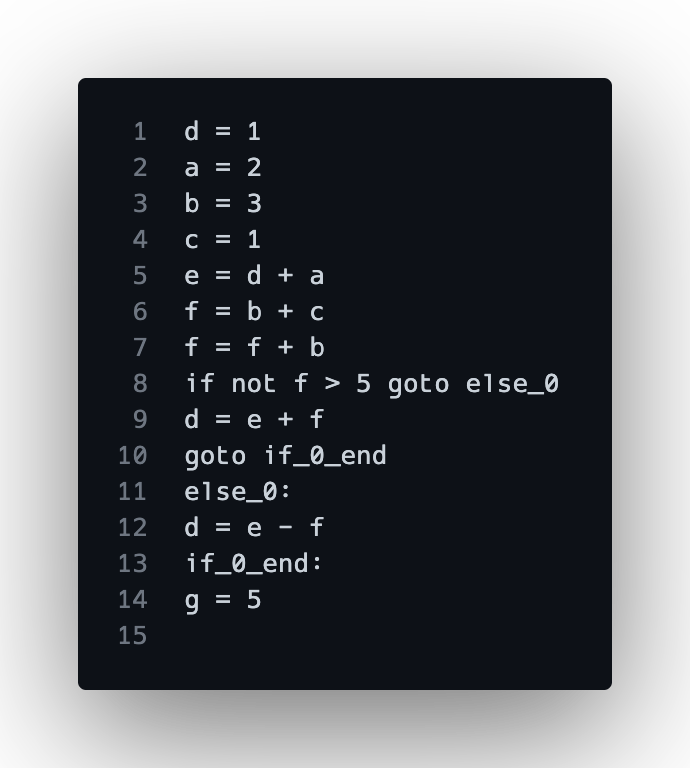 1 d = 1
2 a = 2
3 b = 3
4 c = 1
5 e = d + a
6 f = b + c
7 f = f + b
8 if not f > 5 goto else_0
9 d = e + f
10 goto if_0_end
11 else_0:
12 d = e - f
13 if_0_end:
14 g = 5
15